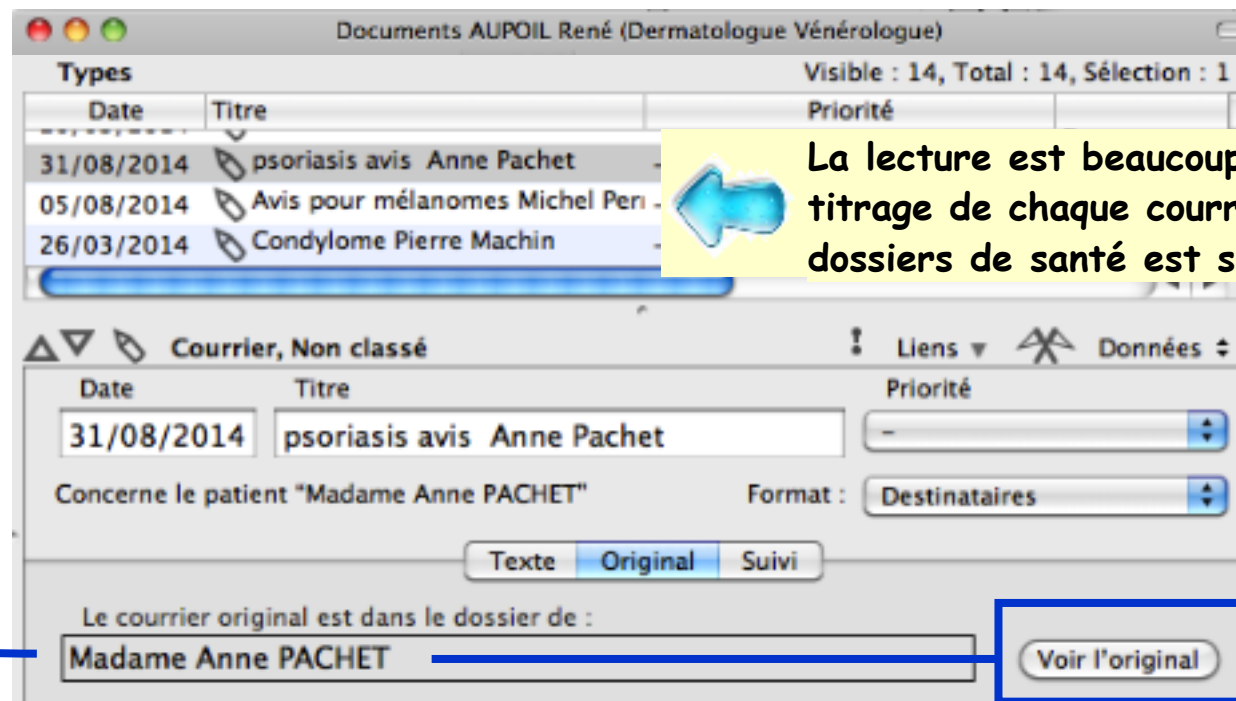 Documents AUPOIL René (Dermatologue Vénérologue)
Types Visible : 14, Total : 14, Sélection : 1
Date Titre Priorité
31/08/2014 psoriasis avis Anne Pachet -
05/08/2014 Avis pour mélanomes Michel -
26/03/2014 Condylome Pierre Machin -
La lecture est beaucoup
titrage de chaque
dossiers de santé est
Courrier, Non classé Liens Données
Date Titre Priorité
31/08/2014 psoriasis avis Anne Pachet -
Concerne le patient "Madame Anne PACHET" Format : Destinataires
Texte Original Suivi
Le courrier original est dans le dossier de :
Madame Anne PACHET Voir l'original